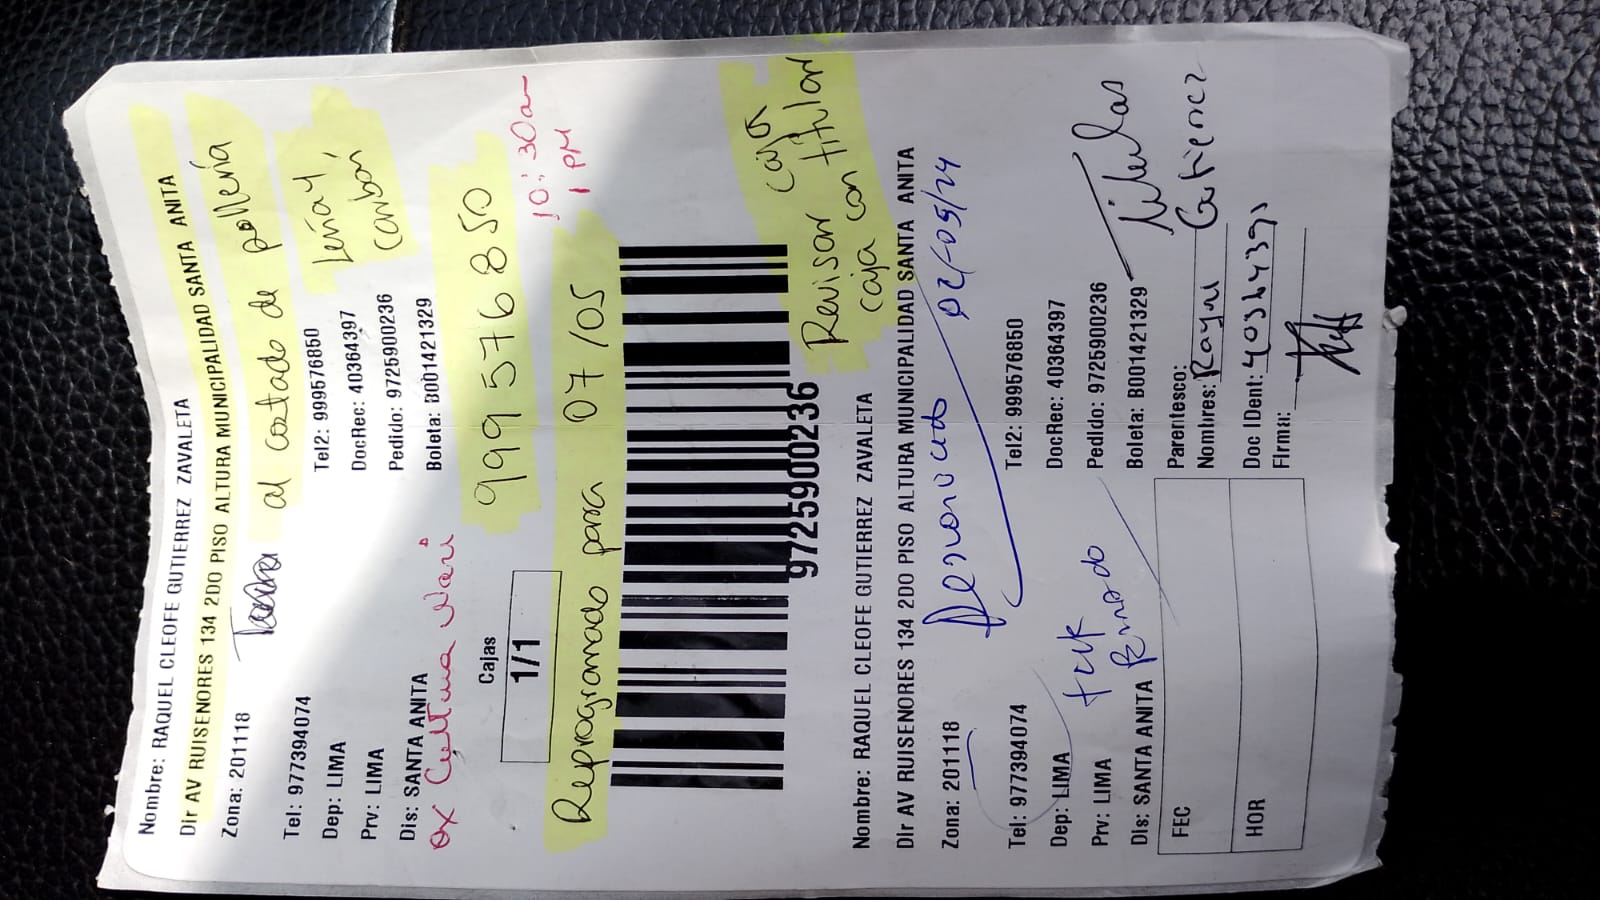 Nombre: RAQUEL CLEOFE GUTIERREZ ZAVALETA
Dir AV RUISENORES 134 2DO PISO ALTURA MUNICIPALIDAD SANTA ANITA
Zona: 201118
al costado de pollería
Leña y
Carbón
Tel: 977394074 Tel2: 999576850
Dep: LIMA DocRec: 40364397
Prv: LIMA Pedido: 9725900236
Dis: SANTA ANITA Boleta: B001421329
Ox Cultura Wari
999576850
Cajas
1/1
10:30am
1 PM
Reprogramado para 07/05
9725900236
Revisar caja
caja con titular
Nombre: RAQUEL CLEOFE GUTIERREZ ZAVALETA
Dir AV RUISENORES 134 2DO PISO ALTURA MUNICIPALIDAD SANTA ANITA
Zona: 201118
Tel: 977394074 Tel2: 999576850
Dep: LIMA DocRec: 40364397
Prv: LIMA Pedido: 9725900236
Dis: SANTA ANITA Boleta: B001421329
Titular
FEC
HOR
Parentesco:
Nombres: Raquel Gutierrez
Doc IDent: 40364397
Firma: